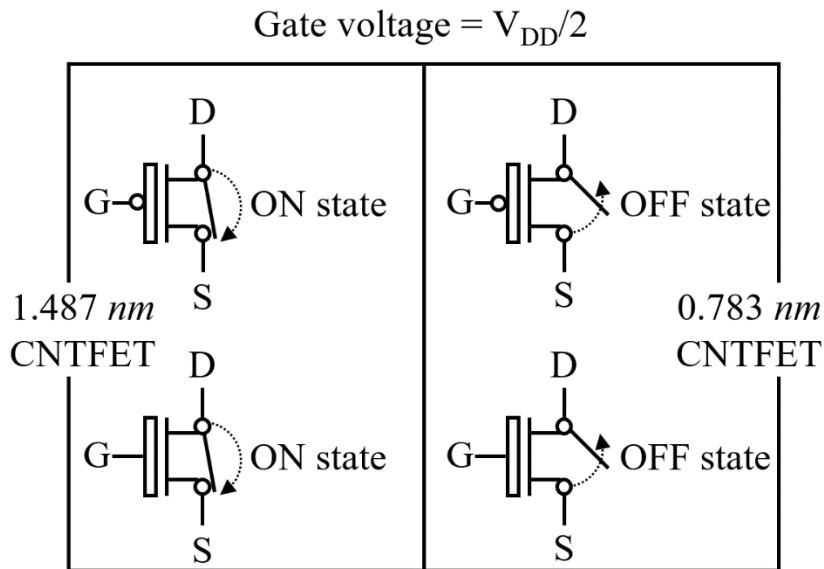 Gate voltage = V_DD/2
D
G
ON state
S
D
G
OFF state
S
1.487 nm
CNTFET
0.783 nm
CNTFET
D
G
ON state
S
D
G
OFF state
S